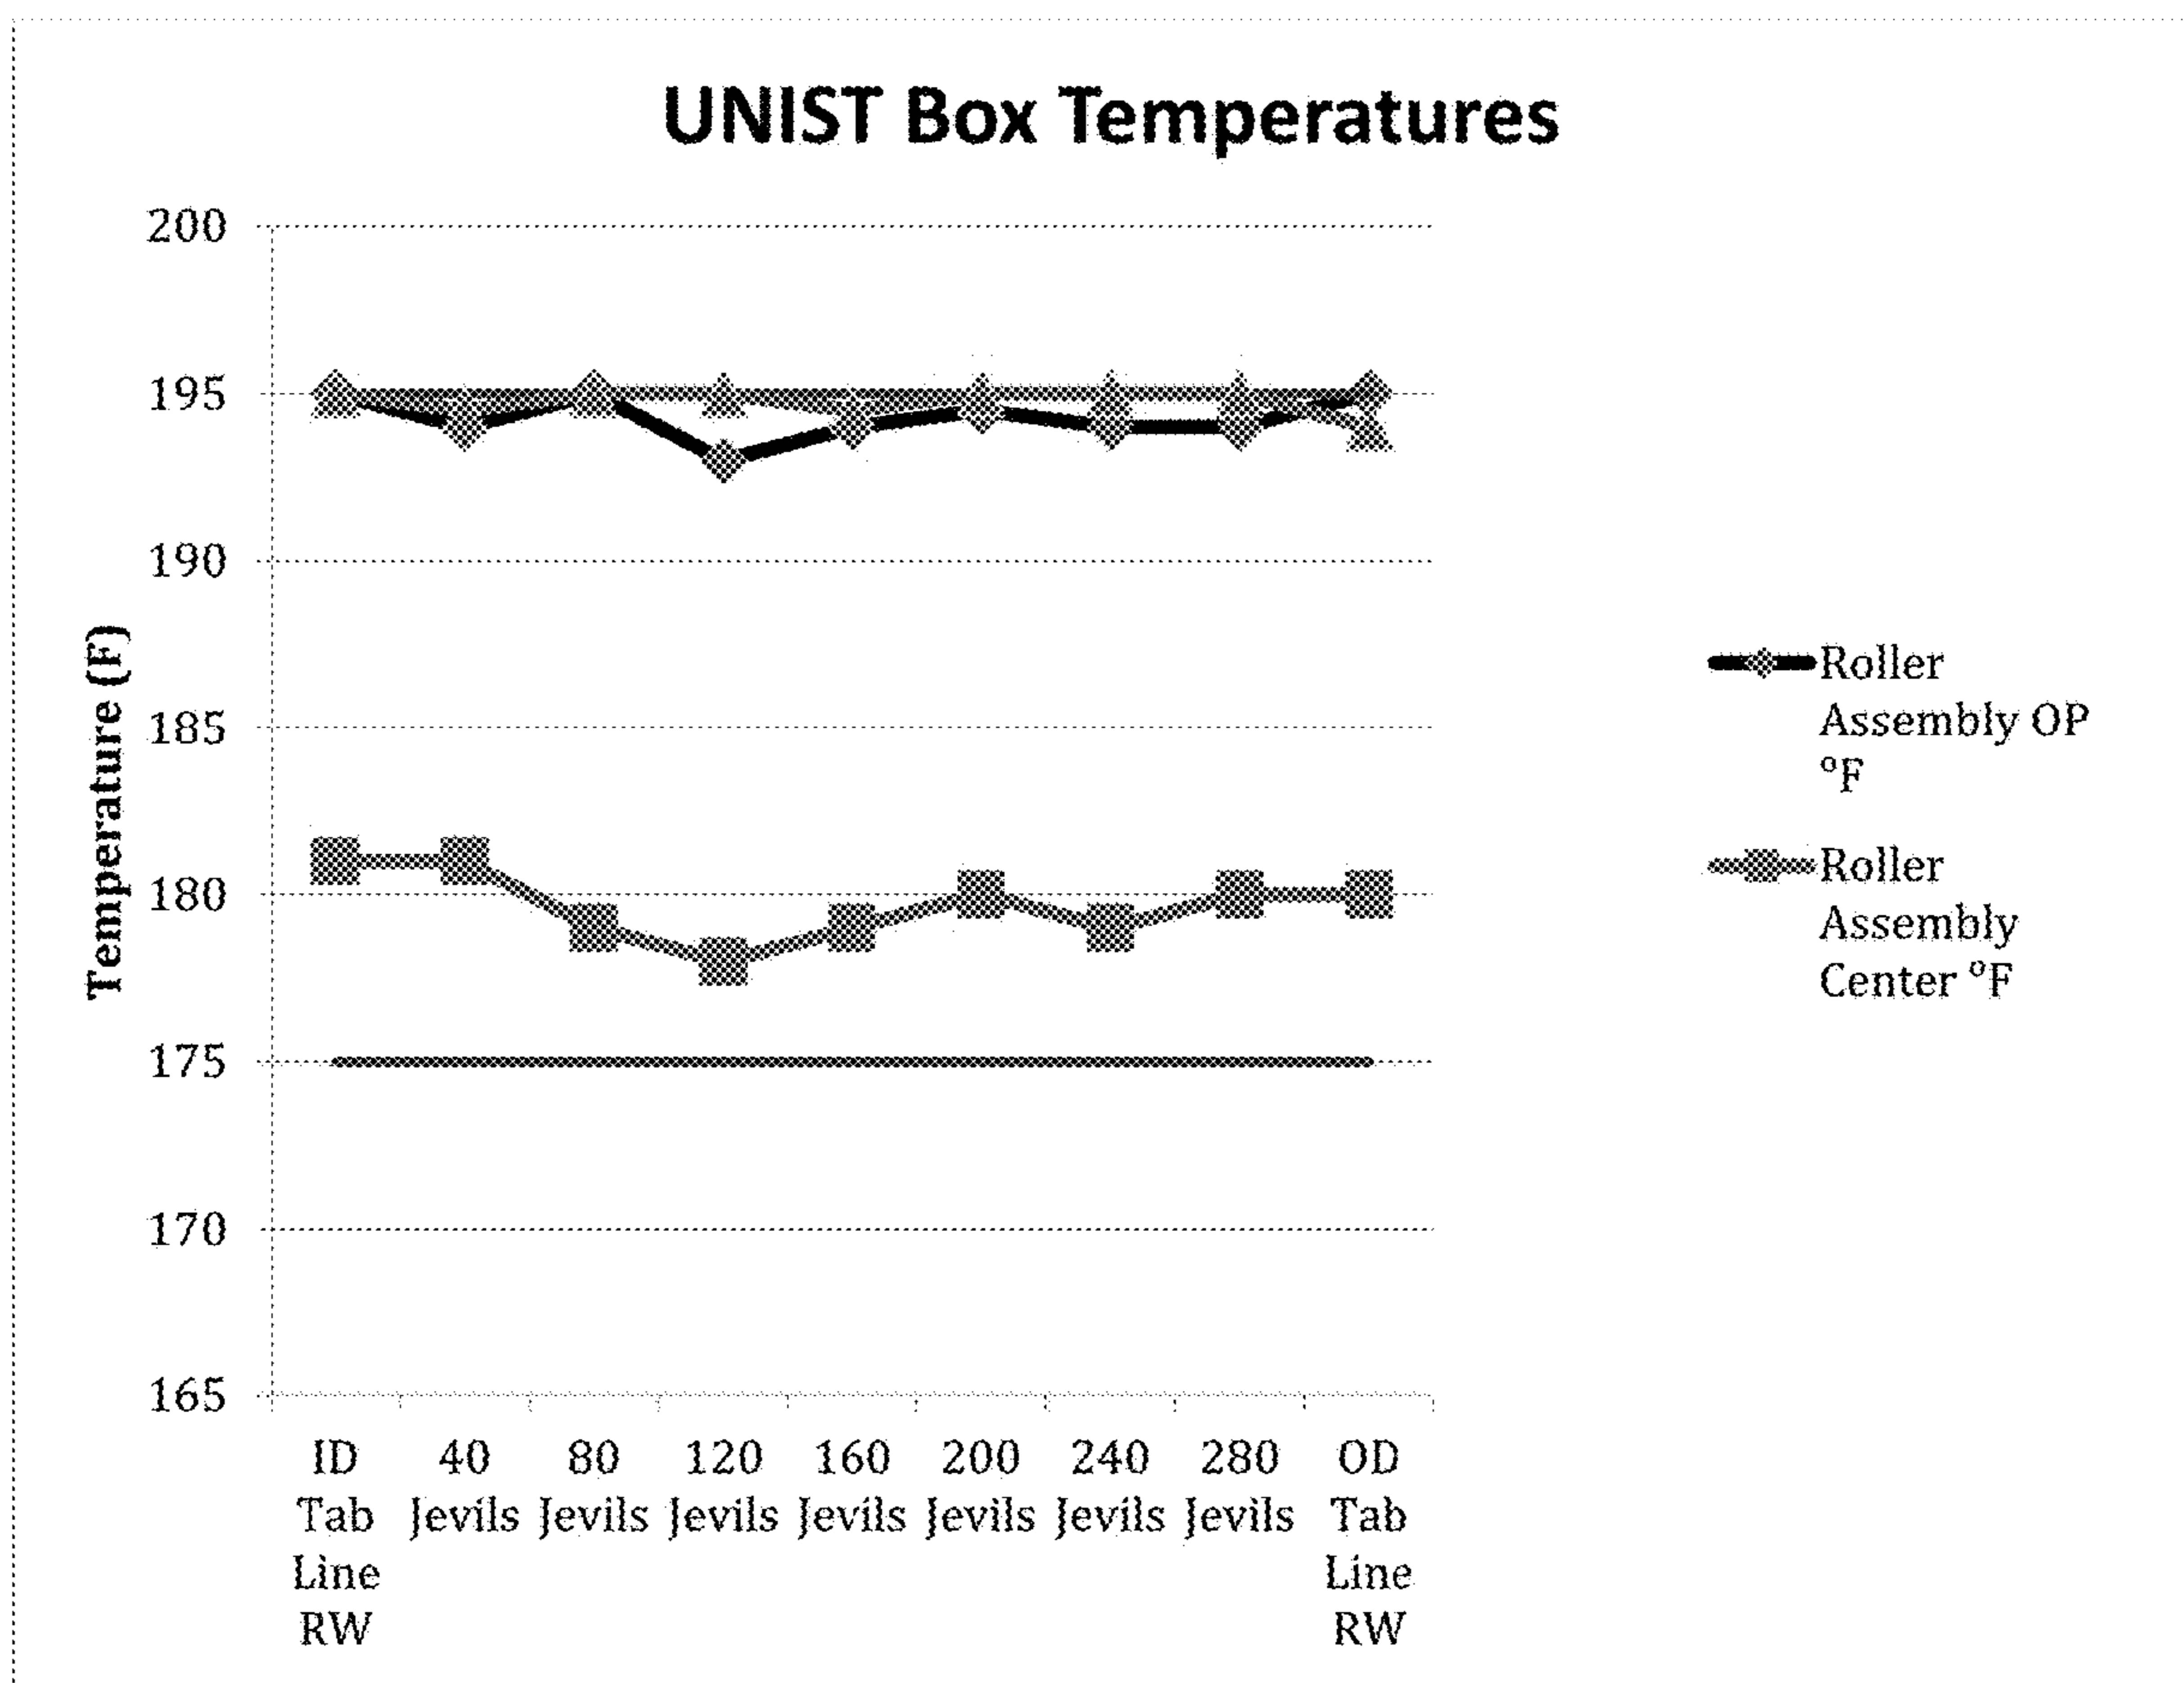 UNIST Box Temperatures
200
195
190
185
180
175
170
165
Temperature (F)
ID 40 80 120 160 200 240 280 OD
Tab Jevils Jevils Jevils Jevils Jevils Jevils Jevils Tab
Line Line
RW RW
Roller
Assembly OP
°F
Roller
Assembly
Center °F